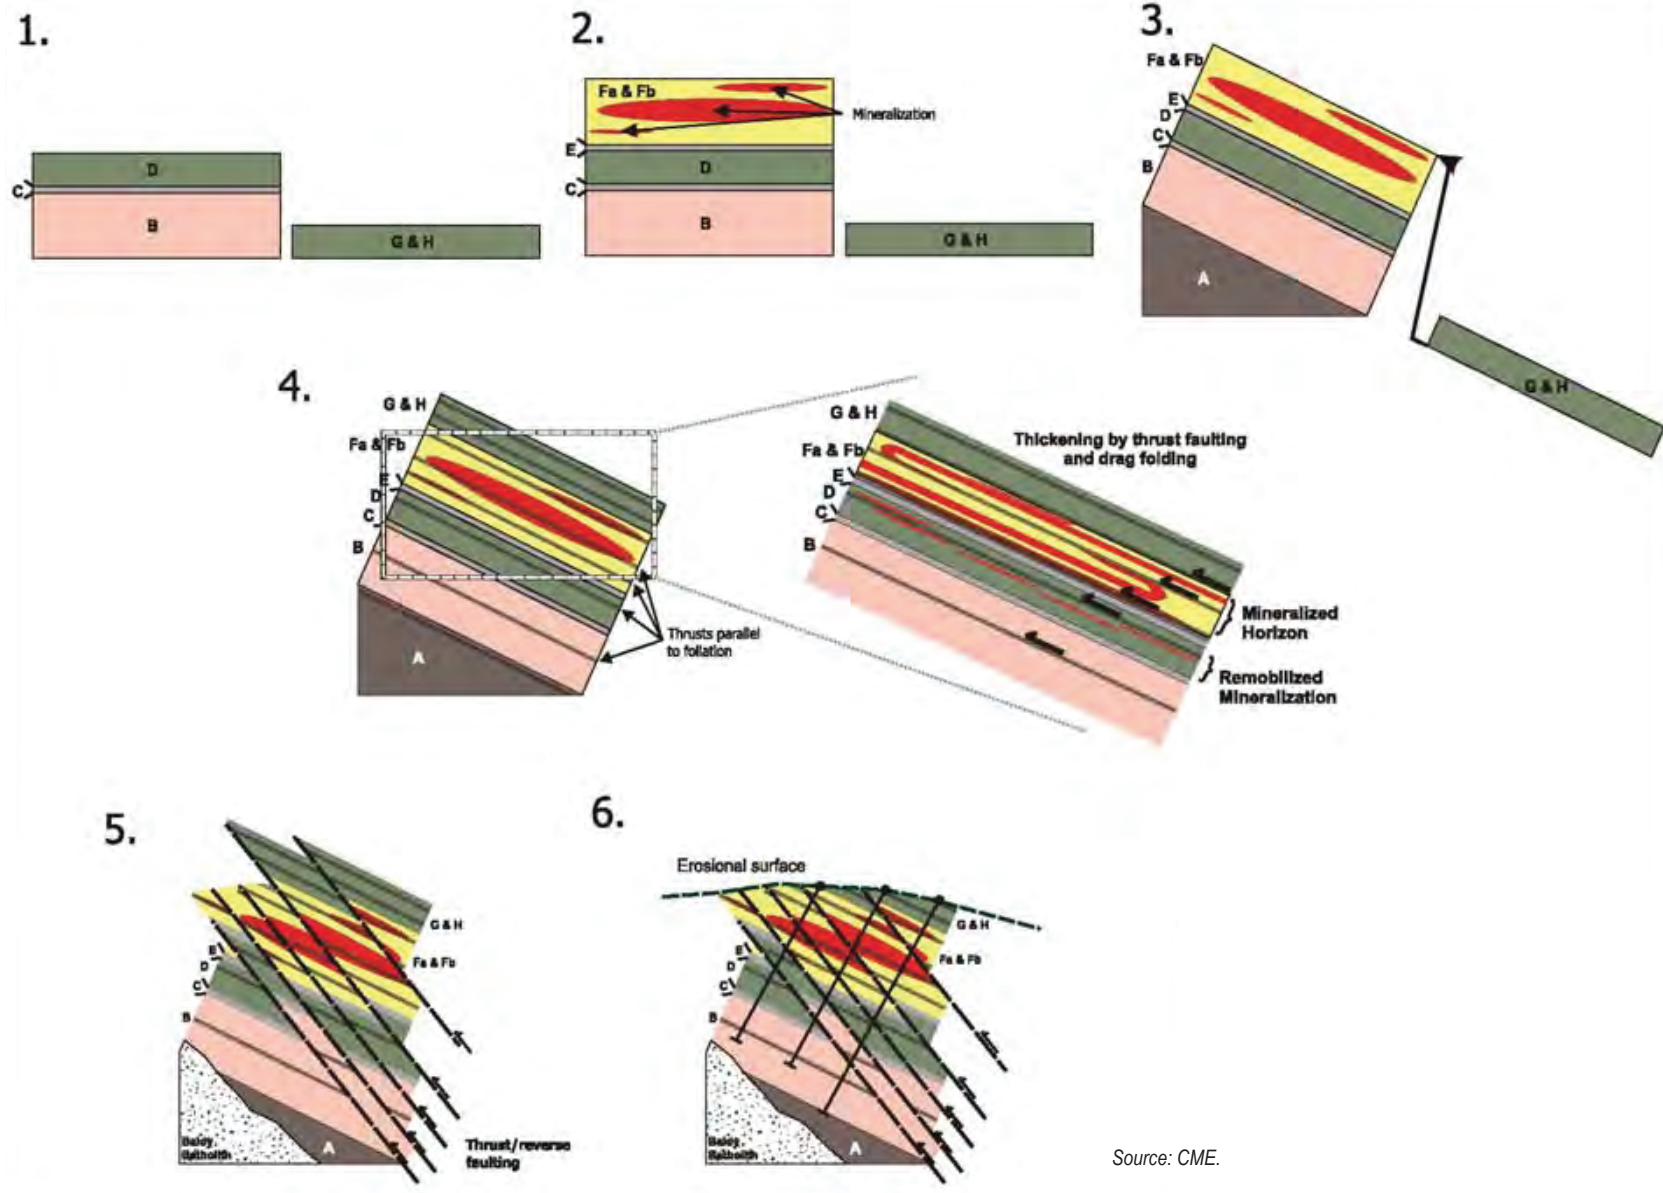 1.
D
C
B
G & H
2.
Fa & Fb
Mineralization
E
D
C
B
G & H
3.
Fa & Fb
E
D
C
B
A
G & H
4.
G & H
Fa & Fb
E
D
C
B
A
Thrusts parallel
to foliation
G & H
Thickening by thrust faulting
and drag folding
Fa & Fb
E
D
C
B
Mineralized
Horizon
Remobilized
Mineralization
5.
G & H
E
D
Fa & Fb
C
B
A
Batholith
Thrust/reverse
faulting
6.
Erosional surface
G & H
E
D
Fa & Fb
C
B
A
Batholith
Source: CME.